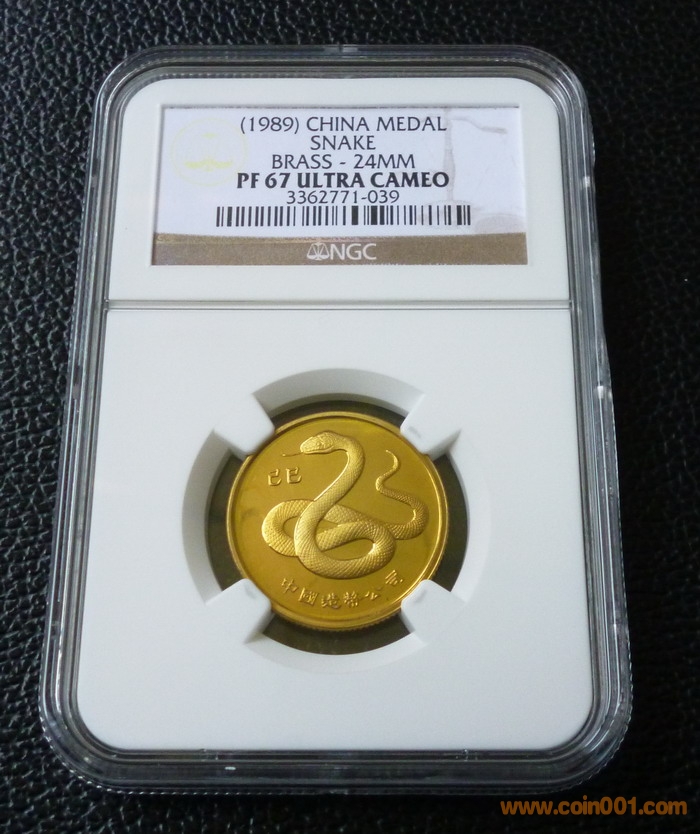 (1989) CHINA MEDAL
SNAKE
BRASS - 24MM
PF 67 ULTRA CAMEO
3362771-039
NGC
己巳
中國造幣公司
www.coin001.com